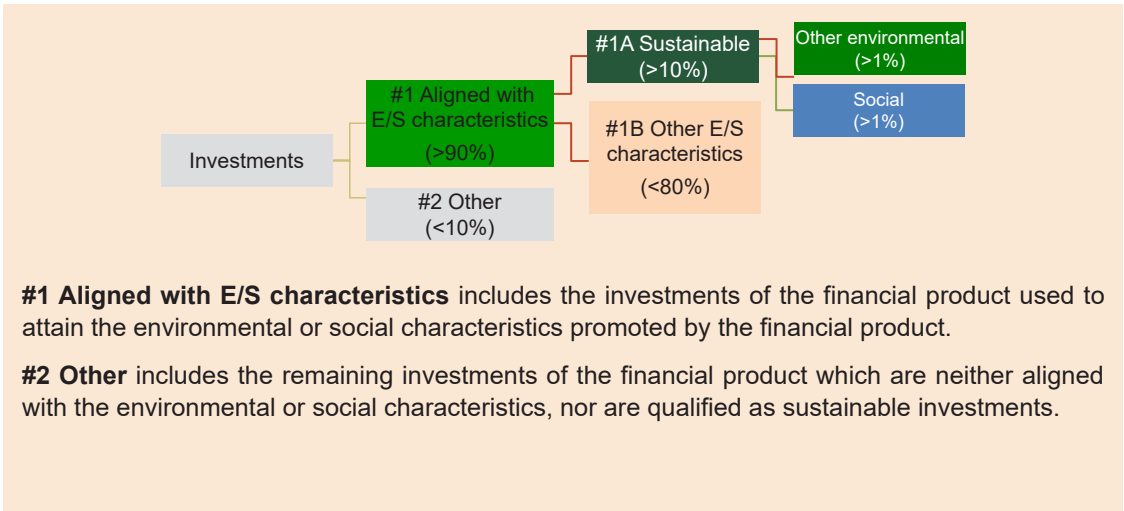 Investments
#1 Aligned with
E/S characteristics
(>90%)
#2 Other
(<10%)
#1A Sustainable
(>10%)
#1B Other E/S
characteristics
(<80%)
Other environmental
(>1%)
Social
(>1%)
#1 Aligned with E/S characteristics includes the investments of the financial product used to
attain the environmental or social characteristics promoted by the financial product.
#2 Other includes the remaining investments of the financial product which are neither aligned
with the environmental or social characteristics, nor are qualified as sustainable investments.